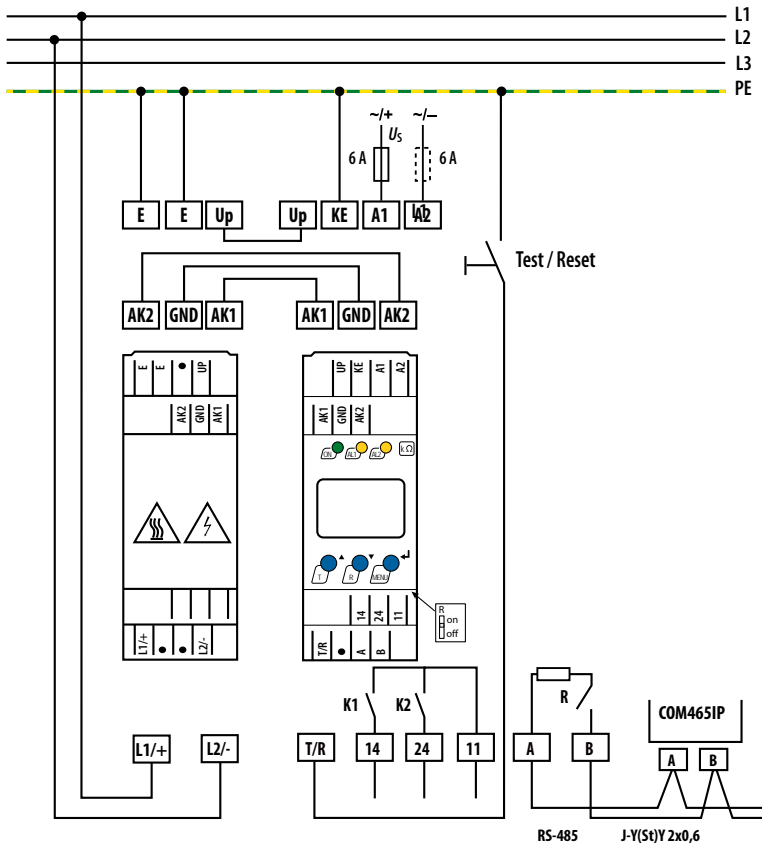 L1
L2
L3
PE
~/+ ~/–
US
6 A 6 A
E E Up Up KE A1 L1 A2
Test / Reset
AK2 GND AK1 AK1 GND AK2
E E UP UP KE A1 A2
AK2 GND AK1 AK1 GND AK2
ON AL1 AL2 kΩ
T R MENU
R
on
off
14 24 11
L1/+ L2/- T/R A B
K1 K2 R
COM465IP
L1/+ L2/- T/R 14 24 11 A B A B
RS-485 J-Y(St)Y 2x0,6